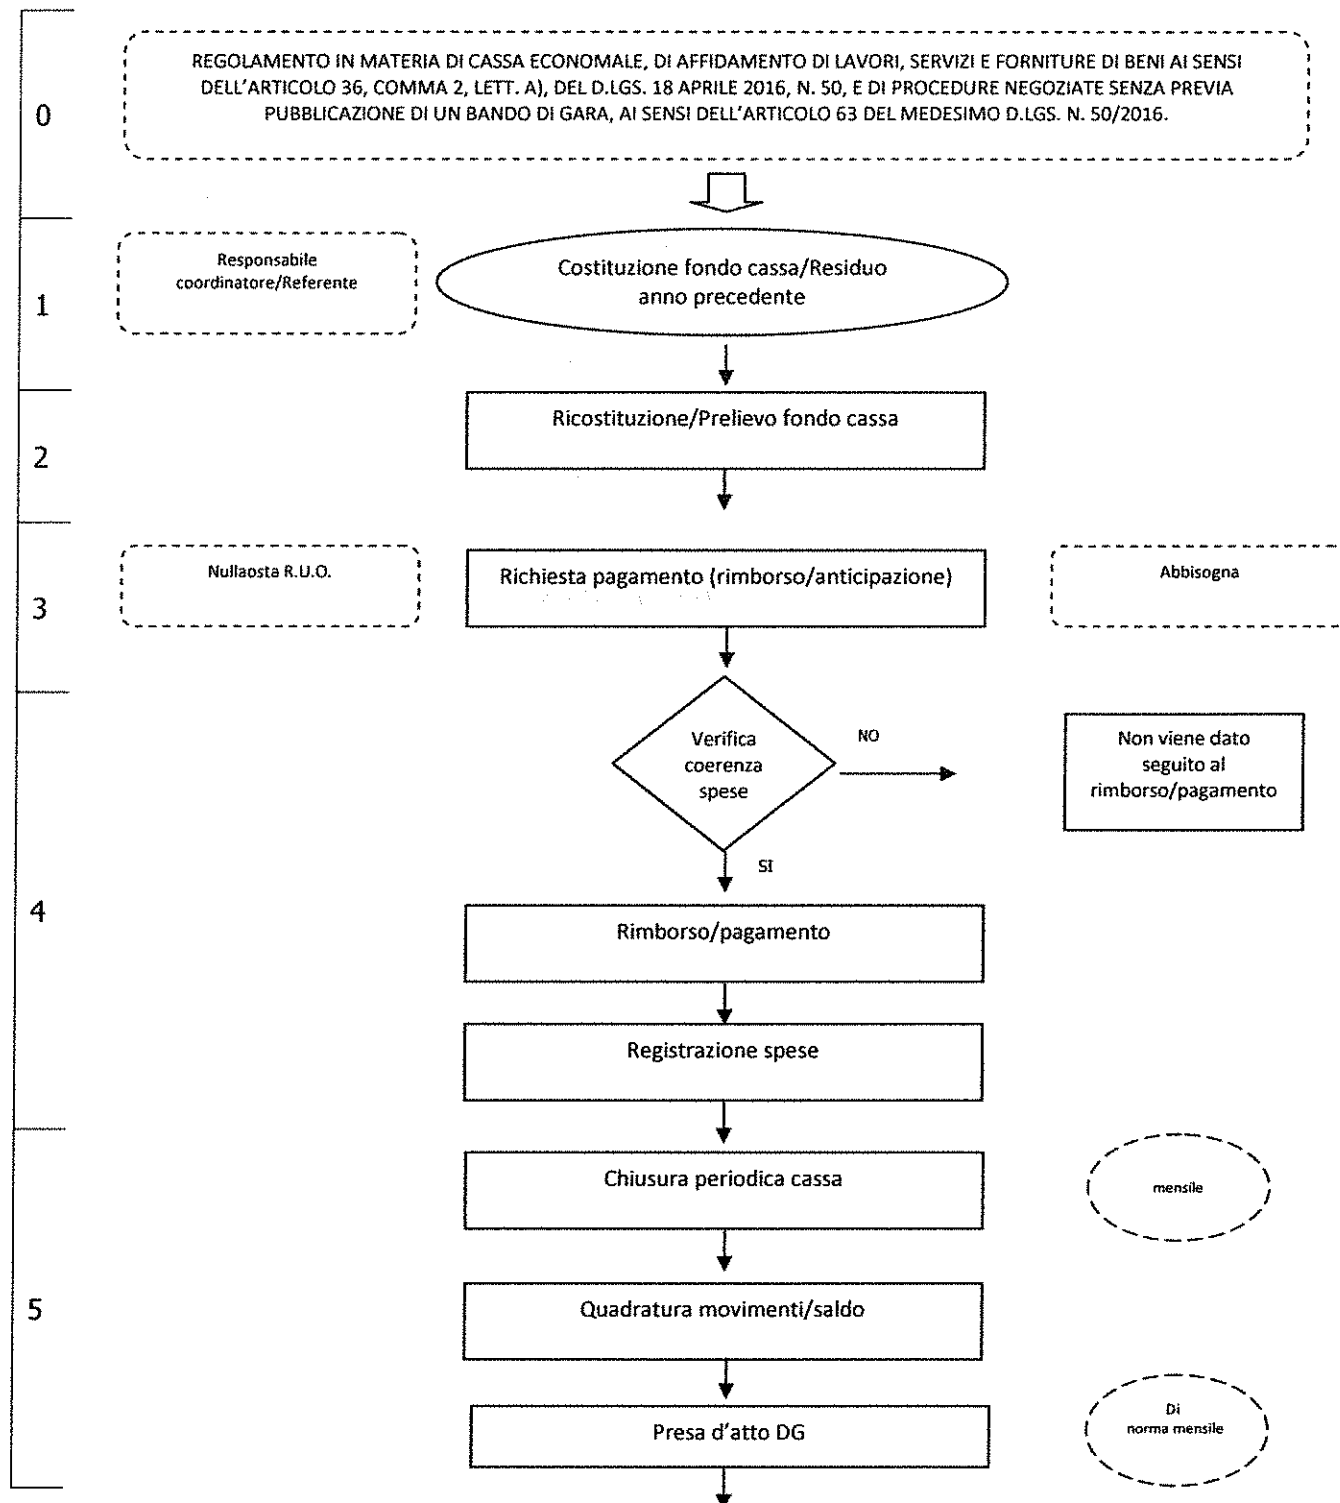 0
REGOLAMENTO IN MATERIA DI CASSA ECONOMALE, DI AFFIDAMENTO DI LAVORI, SERVIZI E FORNITURE DI BENI AI SENSI
DELL'ARTICOLO 36, COMMA 2, LETT. A), DEL D.LGS. 18 APRILE 2016, N. 50, E DI PROCEDURE NEGOZIATE SENZA PREVIA
PUBBLICAZIONE DI UN BANDO DI GARA, AI SENSI DELL'ARTICOLO 63 DEL MEDESIMO D.LGS. N. 50/2016.
1
Responsabile
coordinatore/Referente
Costituzione fondo cassa/Residuo
anno precedente
2
Ricostituzione/Prelievo fondo cassa
3
Nullaosta R.U.O.
Richiesta pagamento (rimborso/anticipazione)
Abbisogna
Verifica
coerenza
spese
NO
Non viene dato
seguito al
rimborso/pagamento
SI
4
Rimborso/pagamento
Registrazione spese
Chiusura periodica cassa
mensile
5
Quadratura movimenti/saldo
Presa d'atto DG
Di
norma mensile